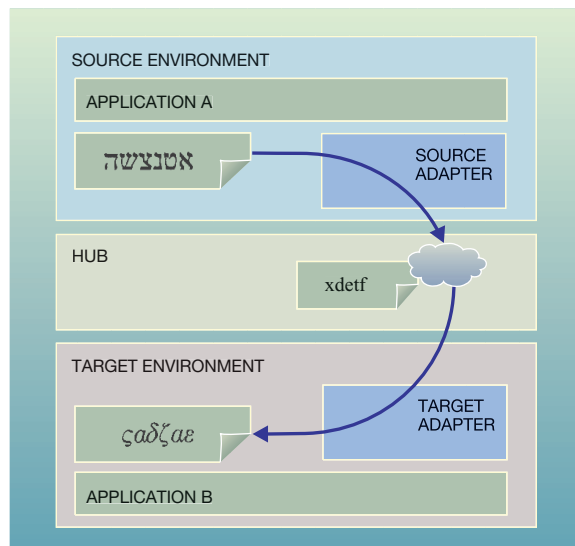 SOURCE ENVIRONMENT
APPLICATION A
אטנצשה
SOURCE
ADAPTER
HUB
xdetf
TARGET ENVIRONMENT
ςαδζαε
TARGET
ADAPTER
APPLICATION B